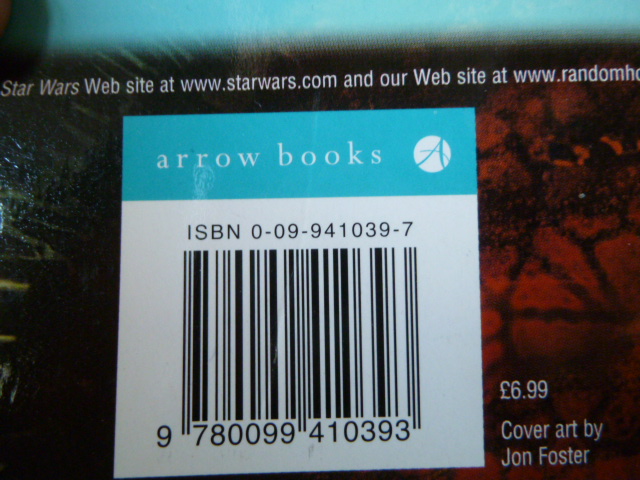 Star Wars Web site at www.starwars.com and our Web site at www.randomho
arrow books A
ISBN 0-09-941039-7
9 780099 410393
£6.99
Cover art by
Jon Foster